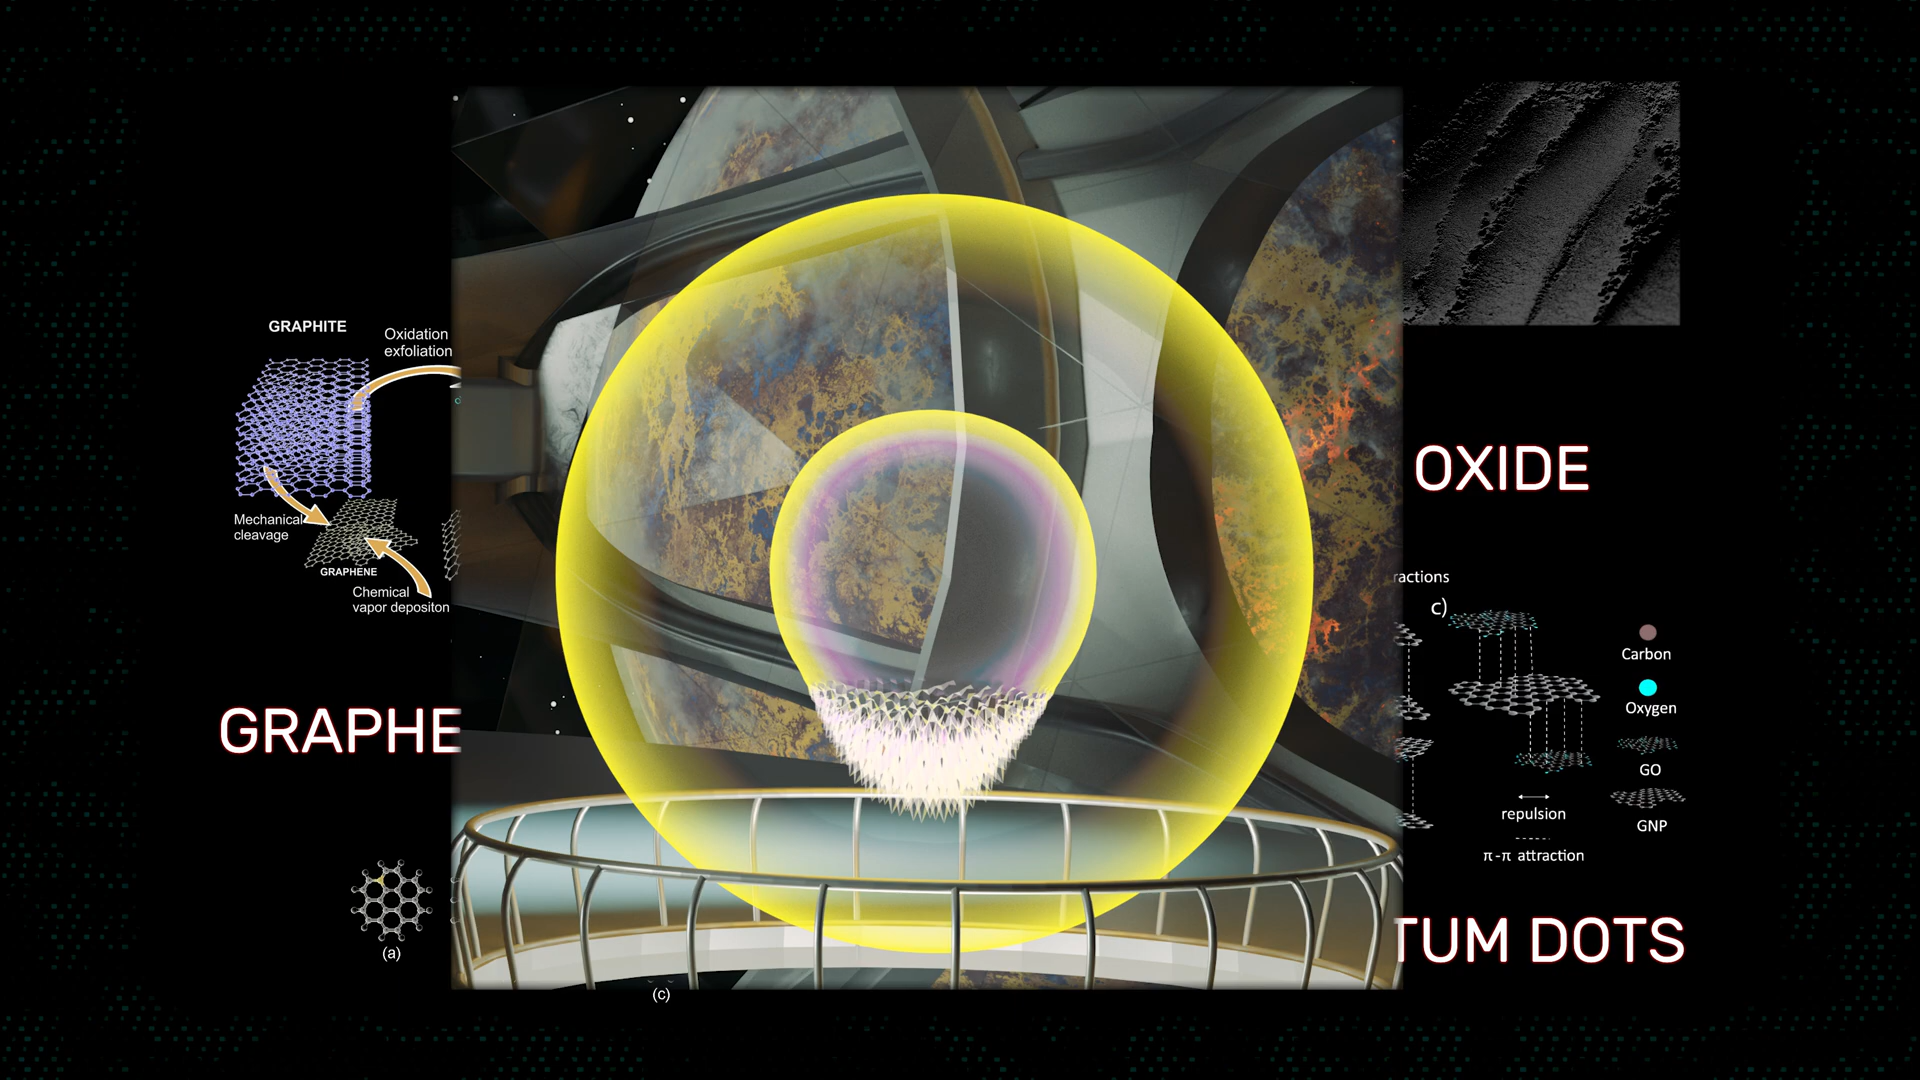 GRAPHITE
Oxidation
exfoliation
Mechanical
cleavage
GRAPHENE
Chemical
vapor depositon
OXIDE
ractions
c)
Carbon
Oxygen
GO
GNP
repulsion
π-π attraction
GRAPHE
(a)
(c)
TUM DOTS